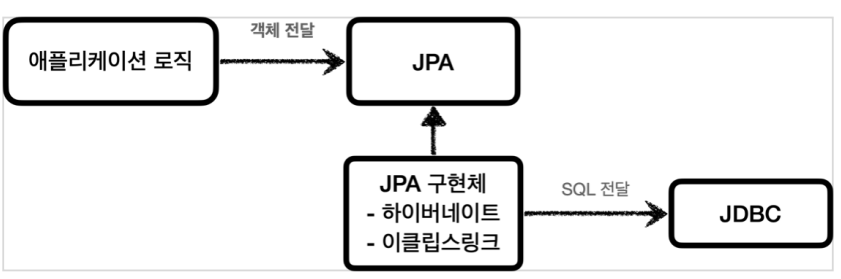 애플리케이션 로직
객체 전달
JPA
JPA 구현체
- 하이버네이트
- 이클립스링크
SQL 전달
JDBC